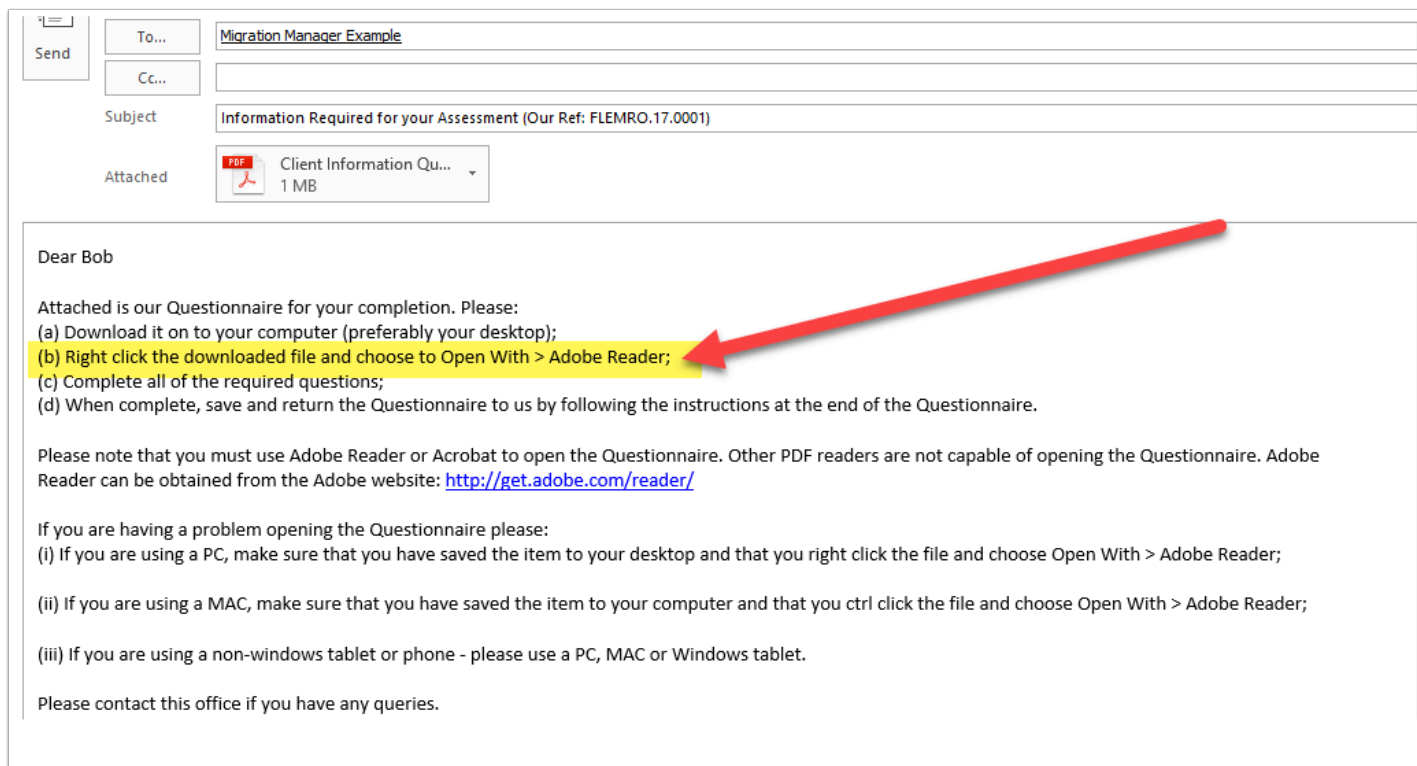 Send
To...
Migration Manager Example
Cc...
Subject
Information Required for your Assessment (Our Ref: FLEMRO.17.0001)
Attached
PDF
Client Information Qu...
1 MB
Dear Bob
Attached is our Questionnaire for your completion. Please:
(a) Download it on to your computer (preferably your desktop);
(b) Right click the downloaded file and choose to Open With > Adobe Reader;
(c) Complete all of the required questions;
(d) When complete, save and return the Questionnaire to us by following the instructions at the end of the Questionnaire.
Please note that you must use Adobe Reader or Acrobat to open the Questionnaire. Other PDF readers are not capable of opening the Questionnaire. Adobe
Reader can be obtained from the Adobe website: http://get.adobe.com/reader/
If you are having a problem opening the Questionnaire please:
(i) If you are using a PC, make sure that you have saved the item to your desktop and that you right click the file and choose Open With > Adobe Reader;
(ii) If you are using a MAC, make sure that you have saved the item to your computer and that you ctrl click the file and choose Open With > Adobe Reader;
(iii) If you are using a non-windows tablet or phone - please use a PC, MAC or Windows tablet.
Please contact this office if you have any queries.